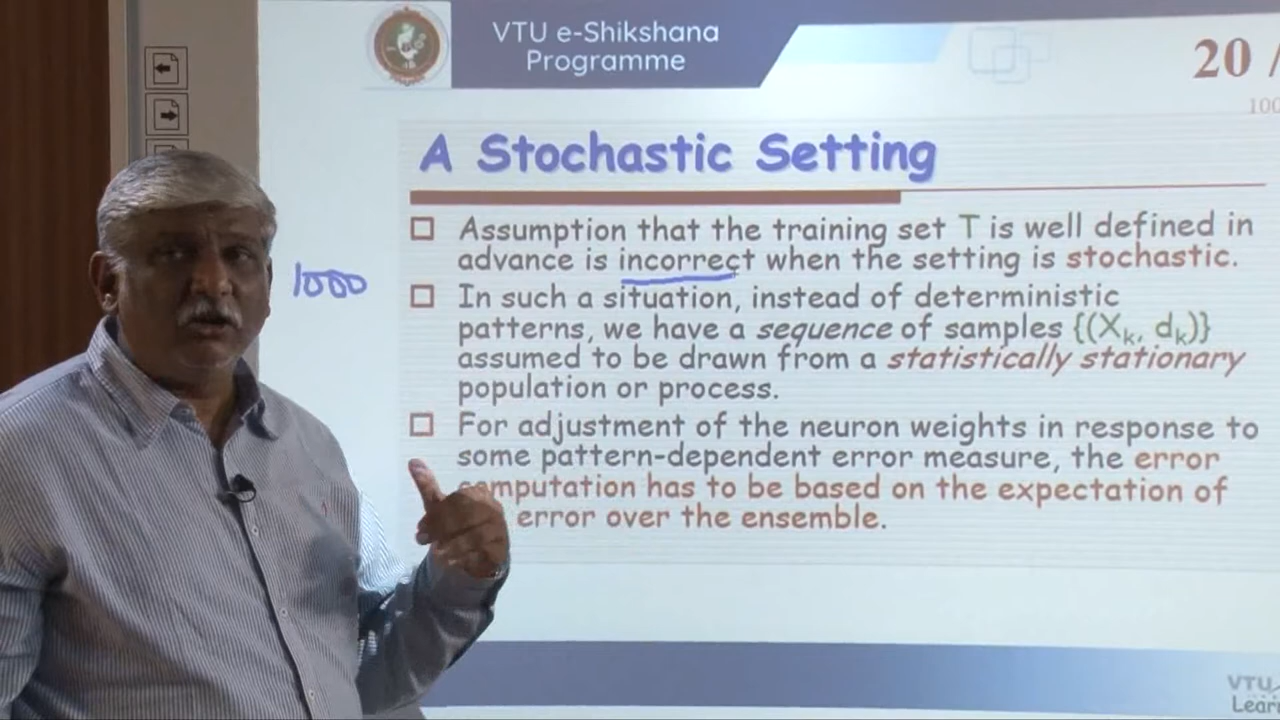 VTU e-Shikshana
Programme
20 /
100
A Stochastic Setting
Assumption that the training set T is well defined in
advance is incorrect when the setting is stochastic.
1000
In such a situation, instead of deterministic
patterns, we have a sequence of samples {(Xk, dk)}
assumed to be drawn from a statistically stationary
population or process.
For adjustment of the neuron weights in response to
some pattern-dependent error measure, the error
computation has to be based on the expectation of
error over the ensemble.
VTU
Lear